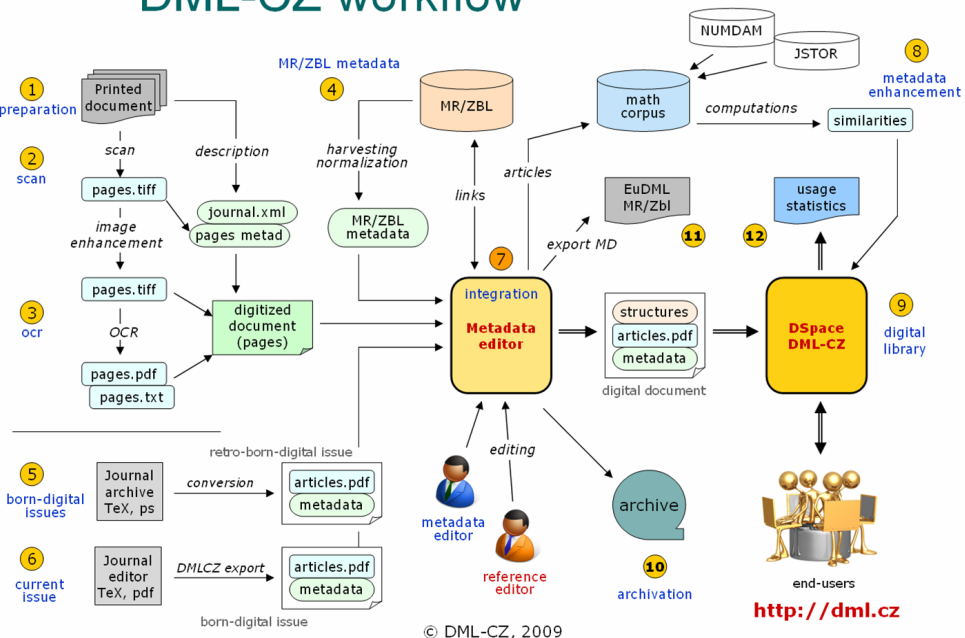 DML-CZ workflow
NUMDAM
JSTOR
8
metadata
enhancement
1
preparation
Printed
document
MR/ZBL metadata
4
MR/ZBL
math
corpus
computations
similarities
2
scan
scan
description
harvesting
normalization
links
articles
pages.tiff
journal.xml
pages metad
MR/ZBL
metadata
EuDML
MR/Zbl
usage
statistics
image
enhancement
export MD
11
12
7
pages.tiff
integration
Metadata
editor
3
ocr
OCR
digitized
document
(pages)
structures
articles.pdf
metadata
digital document
DSpace
DML-CZ
9
digital
library
pages.pdf
pages.txt
retro-born-digital issue
5
born-digital
issues
Journal
archive
TeX, ps
conversion
articles.pdf
metadata
editing
metadata
editor
reference
editor
archive
10
archivation
6
current
issue
Journal
editor
TeX, pdf
DMLCZ export
articles.pdf
metadata
born-digital issue
end-users
http://dml.cz
© DML-CZ, 2009